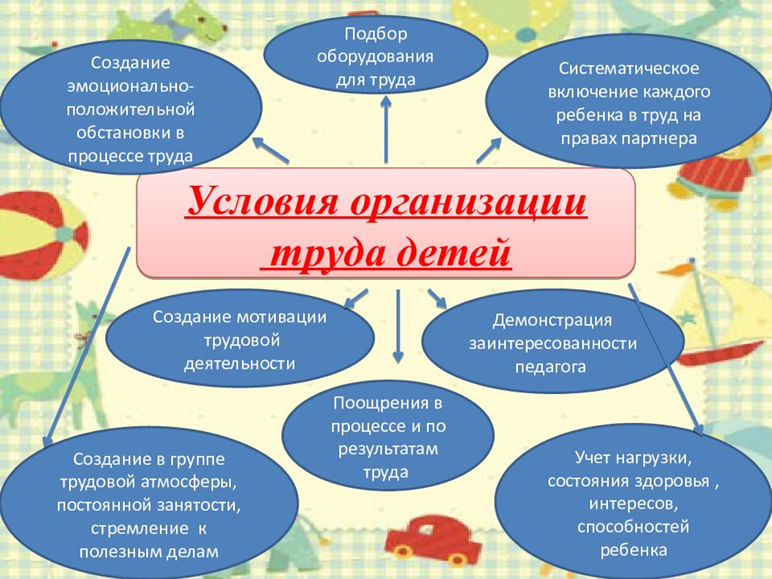 Подбор
оборудования
для труда
Создание
эмоционально-
положительной
обстановки в
процессе труда
Систематическое
включение каждого
ребенка в труд на
правах партнера
Условия организации
труда детей
Создание мотивации
трудовой
деятельности
Демонстрация
заинтересованности
педагога
Поощрения в
процессе и по
результатам
труда
Создание в группе
трудовой атмосферы,
постоянной занятости,
стремление к
полезным делам
Учет нагрузки,
состояния здоровья ,
интересов,
способностей
ребенка